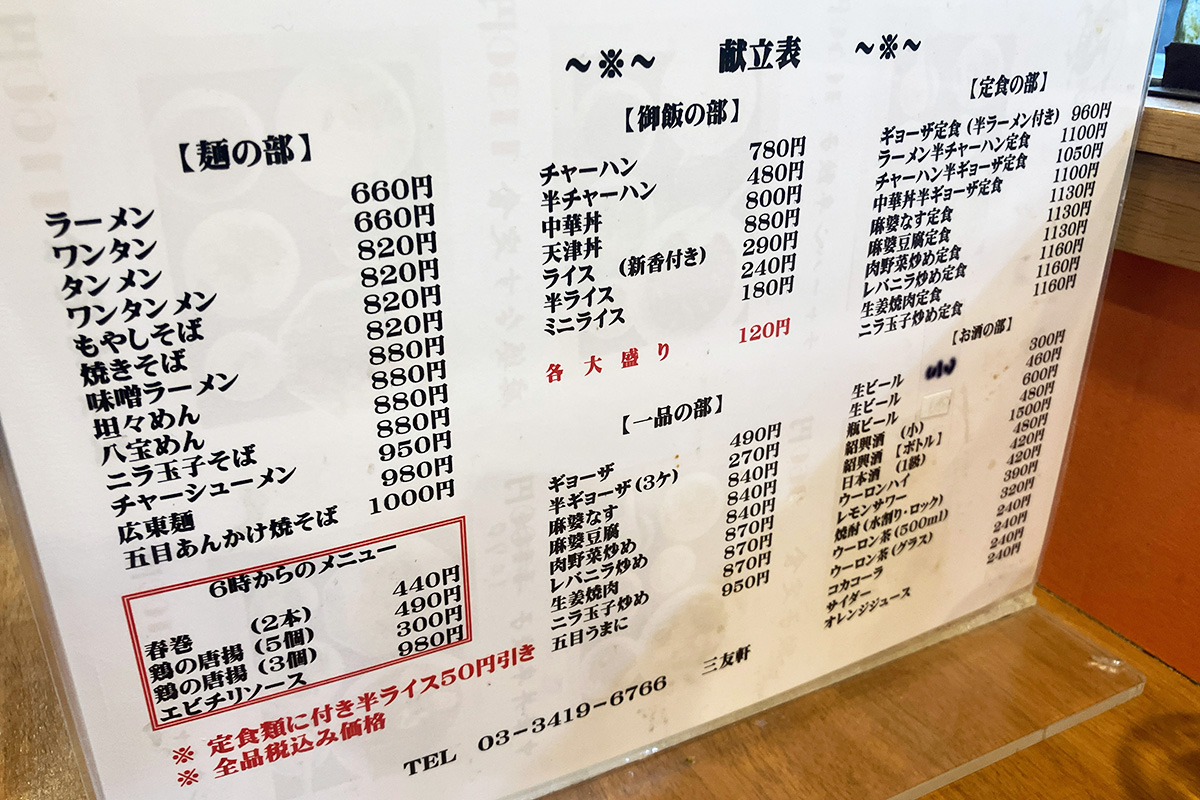 ～※～ 献立表 ～※～
【麺の部】
ラーメン 660円
ワンタン 660円
タンメン 820円
ワンタンメン 820円
もやしそば 820円
焼きそば 820円
味噌ラーメン 880円
坦々めん 880円
八宝めん 880円
ニラ玉子そば 880円
チャーシューメン 950円
広東麺 980円
五目あんかけ焼そば 1000円
6時からのメニュー
春巻 (2本) 440円
鶏の唐揚 (5個) 490円
鶏の唐揚 (3個) 300円
エビチリソース 980円
【御飯の部】
チャーハン 780円
半チャーハン 480円
中華丼 800円
天津丼 880円
ライス (新香付き) 290円
半ライス 240円
ミニライス 180円
各大盛り 120円
【一品の部】
ギョーザ 490円
半ギョーザ(3ケ) 270円
麻婆なす 840円
麻婆豆腐 840円
肉野菜炒め 840円
レバニラ炒め 870円
生姜焼肉 870円
ニラ玉子炒め 870円
五目うまに 950円
【定食の部】
ギョーザ定食 (半ラーメン付き) 960円
ラーメン半チャーハン定食 1100円
チャーハン半ギョーザ定食 1050円
中華丼半ギョーザ定食 1100円
麻婆なす定食 1130円
麻婆豆腐定食 1130円
肉野菜炒め定食 1130円
レバニラ炒め定食 1160円
生姜焼肉定食 1160円
ニラ玉子炒め定食 1160円
【お酒の部】
生ビール 小 300円
生ビール 460円
瓶ビール 600円
紹興酒 (小) 480円
紹興酒 【ボトル】 1500円
日本酒 (1級) 480円
ウーロンハイ 420円
レモンサワー 420円
焼酎 (水割り・ロック) 390円
ウーロン茶 (500ml) 320円
ウーロン茶 (グラス) 240円
コカコーラ 240円
サイダー 240円
オレンジジュース 240円
※ 定食類に付き半ライス50円引き
※ 全品税込み価格
TEL 03-3419-6766 三友軒